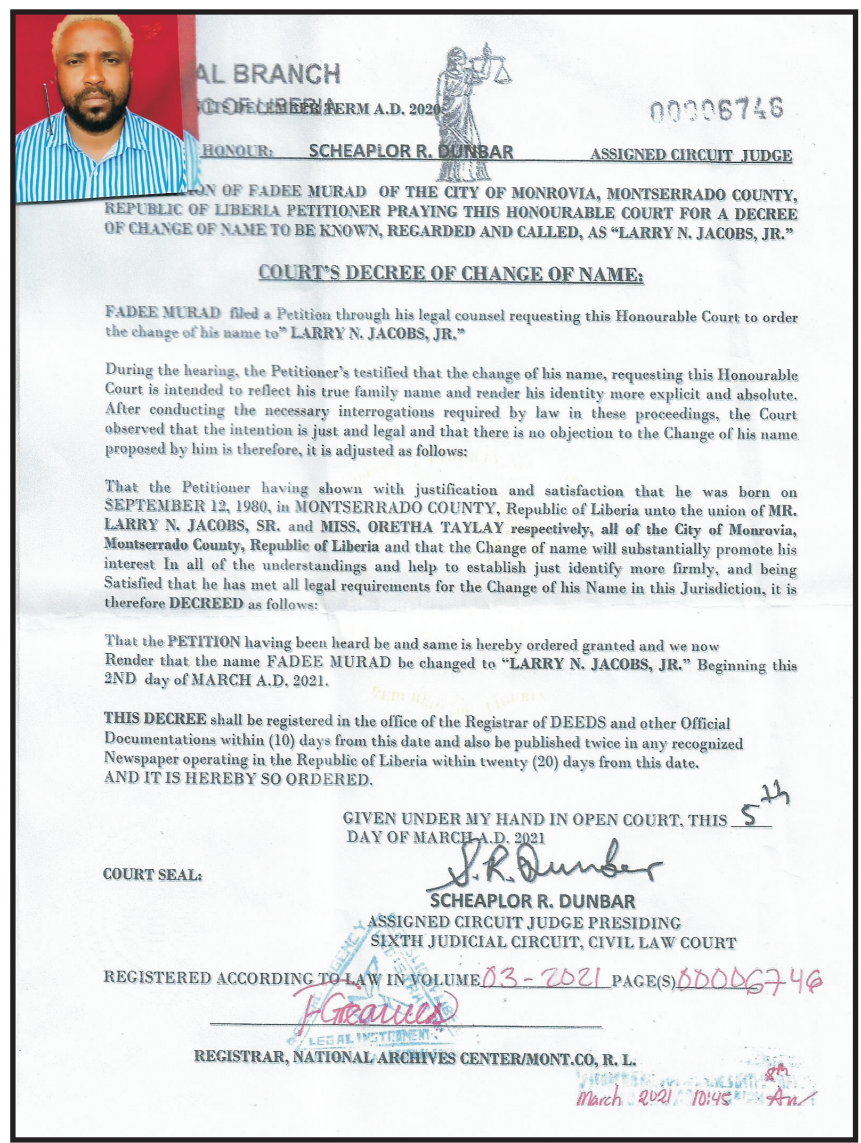 AL BRANCH
DECEMBER TERM A.D. 2020
00006746
HONOUR: SCHEAPLOR R. DUNBAR ASSIGNED CIRCUIT JUDGE
ON OF FADEE MURAD OF THE CITY OF MONROVIA, MONTSERRADO COUNTY,
REPUBLIC OF LIBERIA PETITIONER PRAYING THIS HONOURABLE COURT FOR A DECREE
OF CHANGE OF NAME TO BE KNOWN, REGARDED AND CALLED, AS “LARRY N. JACOBS, JR.”
COURT’S DECREE OF CHANGE OF NAME:
FADEE MURAD filed a Petition through his legal counsel requesting this Honourable Court to order
the change of his name to” LARRY N. JACOBS, JR.”
During the hearing, the Petitioner’s testified that the change of his name, requesting this Honourable
Court is intended to reflect his true family name and render his identity more explicit and absolute.
After conducting the necessary interrogations required by law in these proceedings, the Court
observed that the intention is just and legal and that there is no objection to the Change of his name
proposed by him is therefore, it is adjusted as follows:
That the Petitioner having shown with justification and satisfaction that he was born on
SEPTEMBER 12, 1980, in MONTSERRADO COUNTY, Republic of Liberia unto the union of MR.
LARRY N. JACOBS, SR. and MISS. ORETHA TAYLAY respectively, all of the City of Monrovia,
Montserrado County, Republic of Liberia and that the Change of name will substantially promote his
interest In all of the understandings and help to establish just identify more firmly, and being
Satisfied that he has met all legal requirements for the Change of his Name in this Jurisdiction, it is
therefore DECREED as follows:
That the PETITION having been heard be and same is hereby ordered granted and we now
Render that the name FADEE MURAD be changed to “LARRY N. JACOBS, JR.” Beginning this
2ND day of MARCH A.D. 2021.
REPUBLIC OF LIBERIA
THIS DECREE shall be registered in the office of the Registrar of DEEDS and other Official
Documentations within (10) days from this date and also be published twice in any recognized
Newspaper operating in the Republic of Liberia within twenty (20) days from this date.
AND IT IS HEREBY SO ORDERED.
GIVEN UNDER MY HAND IN OPEN COURT, THIS 5th
DAY OF MARCH A.D. 2021
S.R. Dunbar
COURT SEAL:
SCHEAPLOR R. DUNBAR
ASSIGNED CIRCUIT JUDGE PRESIDING
SIXTH JUDICIAL CIRCUIT, CIVIL LAW COURT
REGISTERED ACCORDING TO LAW IN VOLUME 03-2021 PAGE(S) 00006746
LEGAL INSTRUMENT
REGISTRAR, NATIONAL ARCHIVES CENTER/MONT.CO, R. L.
8th
March 2021 10:45